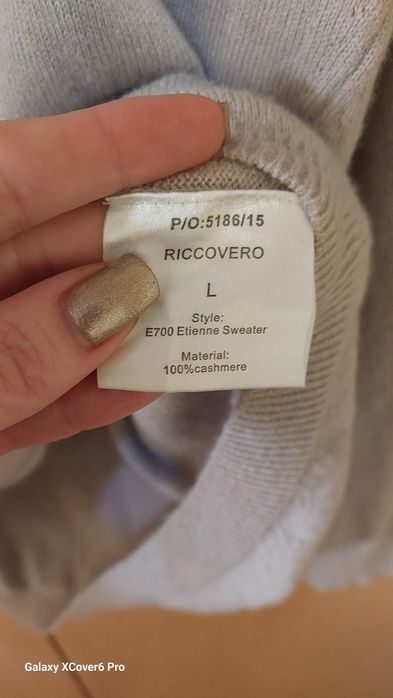 P/O:5186/15
RICCOVERO
L
Style:
E700 Etienne Sweater
Material:
100%cashmere
Galaxy XCover6 Pro